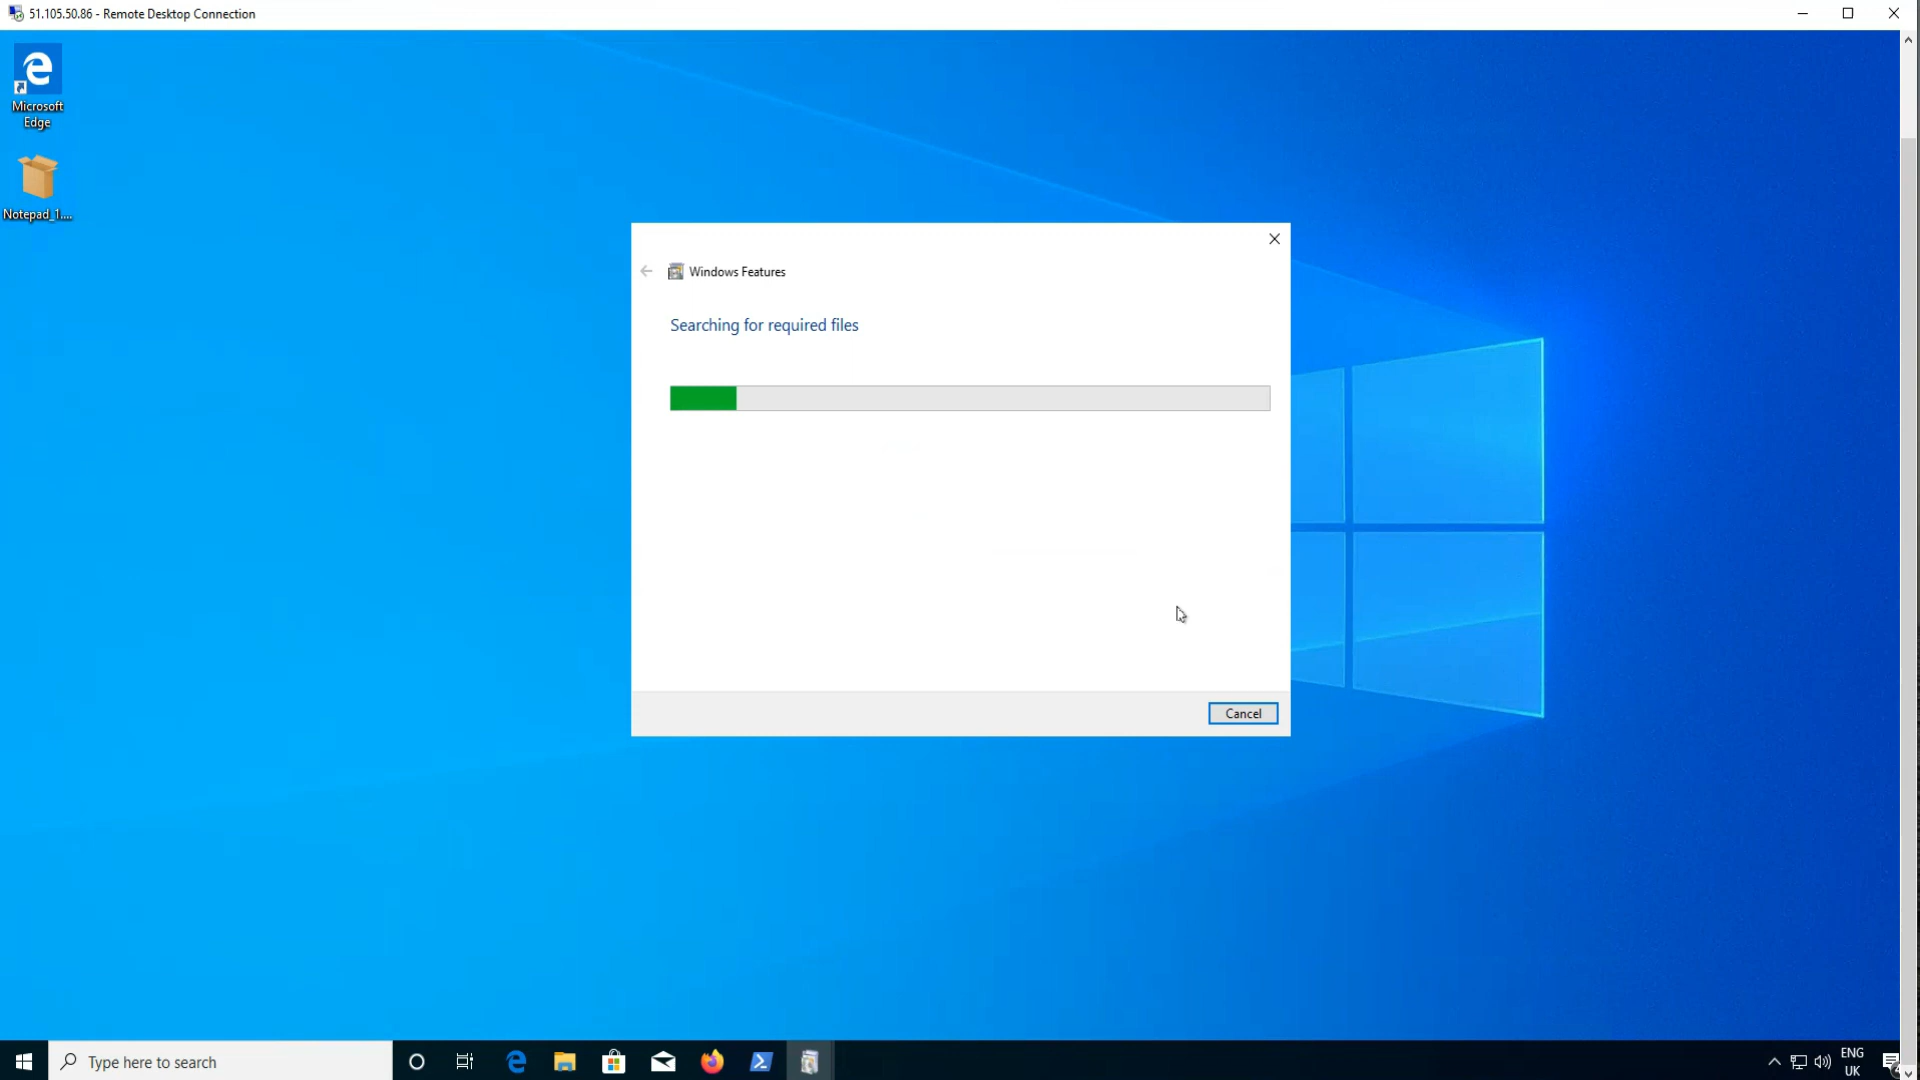 51.105.50.86 - Remote Desktop Connection
Microsoft
Edge
Notepad_1....
Windows Features
Searching for required files
Cancel
Type here to search
ENG
UK